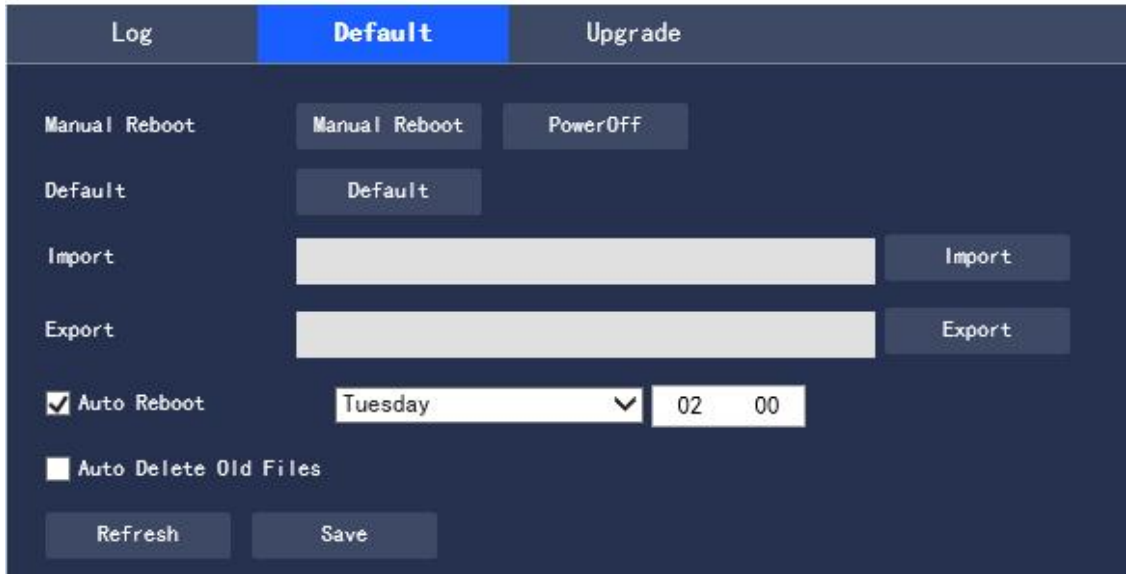 Log Default Upgrade
Manual Reboot Manual Reboot PowerOff
Default Default
Import Import
Export Export
Auto Reboot Tuesday 02 00
Auto Delete Old Files
Refresh Save